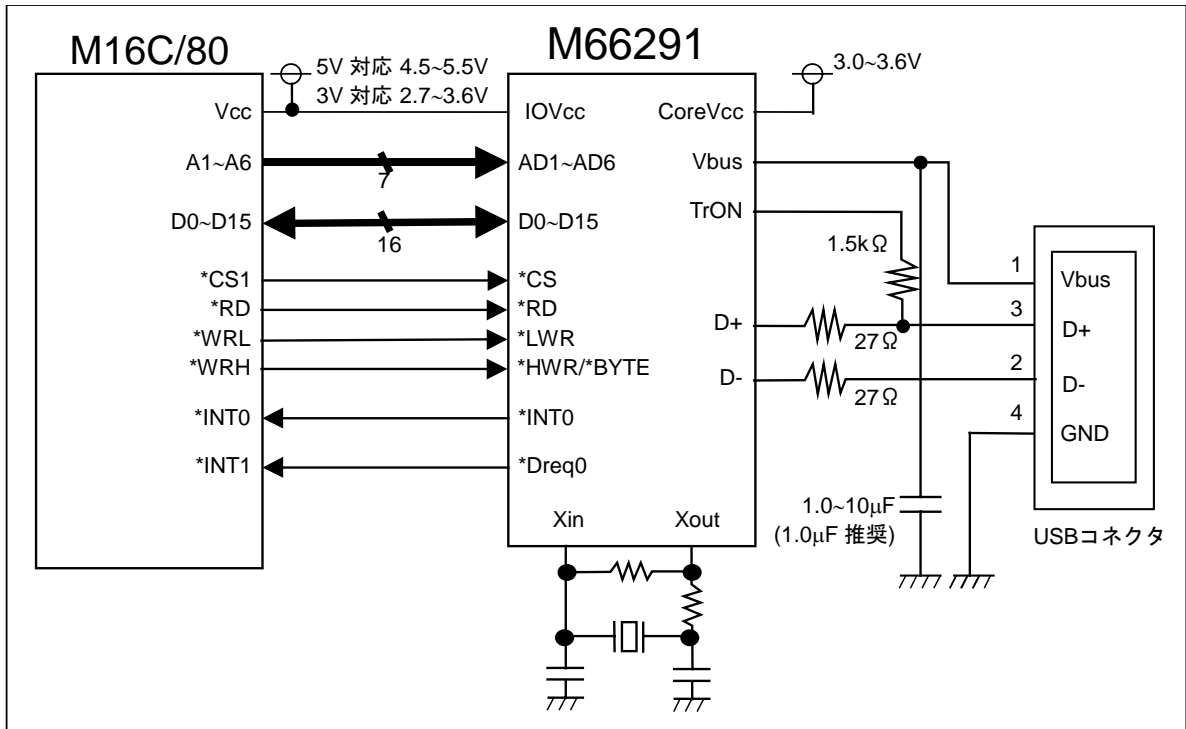 M16C/80
M66291
5V 対応 4.5~5.5V
3V 対応 2.7~3.6V
3.0~3.6V
Vcc
IOVcc
CoreVcc
A1~A6
7
AD1~AD6
Vbus
D0~D15
16
D0~D15
TrON
1.5kΩ
*CS1
*CS
*RD
*RD
*WRL
*LWR
*WRH
*HWR/*BYTE
*INT0
*INT0
*INT1
*Dreq0
D+
27Ω
D-
27Ω
Xin
Xout
1
Vbus
3
D+
2
D-
4
GND
1.0~10μF
(1.0μF 推奨)
USBコネクタ